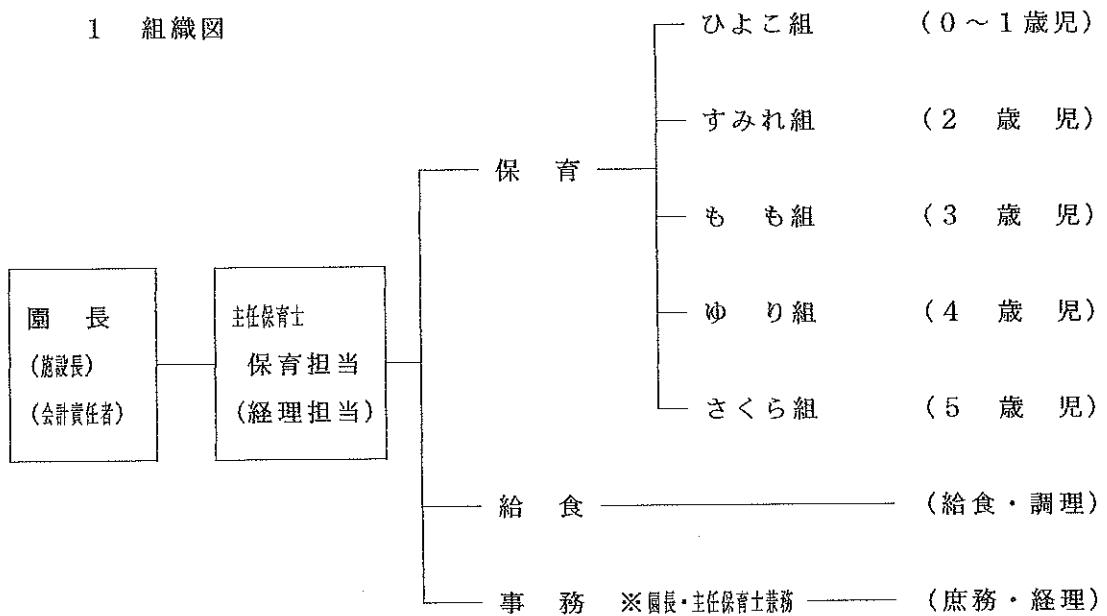 1 組織図
ひよこ組 (0~1歳児)
すみれ組 (2 歳 児)
保 育
も も組 (3 歳 児)
園 長
(施設長)
(会計責任者)
主任保育士
保育担当
(経理担当)
ゆ り組 (4 歳 児)
さくら組 (5 歳 児)
給 食 (給食・調理)
事 務 ※園長・主任保育士兼務 (庶務・経理)